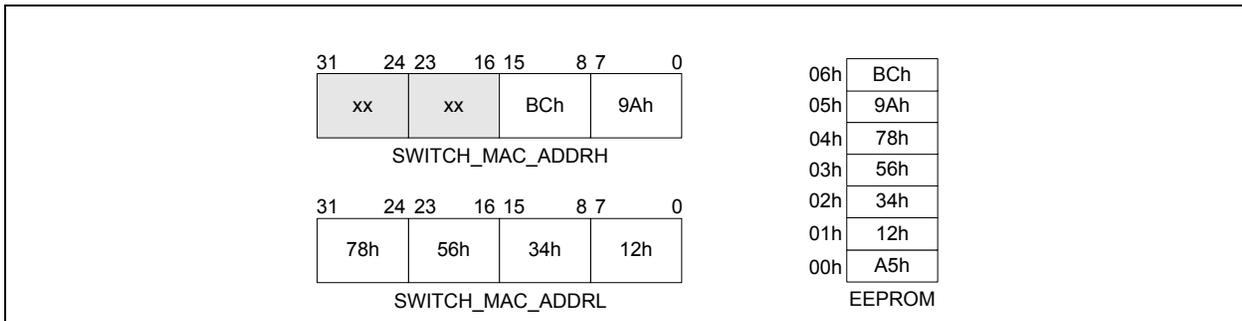 31 24 23 16 15 8 7 0
xx xx BCh 9Ah
SWITCH_MAC_ADDRH
31 24 23 16 15 8 7 0
78h 56h 34h 12h
SWITCH_MAC_ADDRL
06h BCh
05h 9Ah
04h 78h
03h 56h
02h 34h
01h 12h
00h A5h
EEPROM